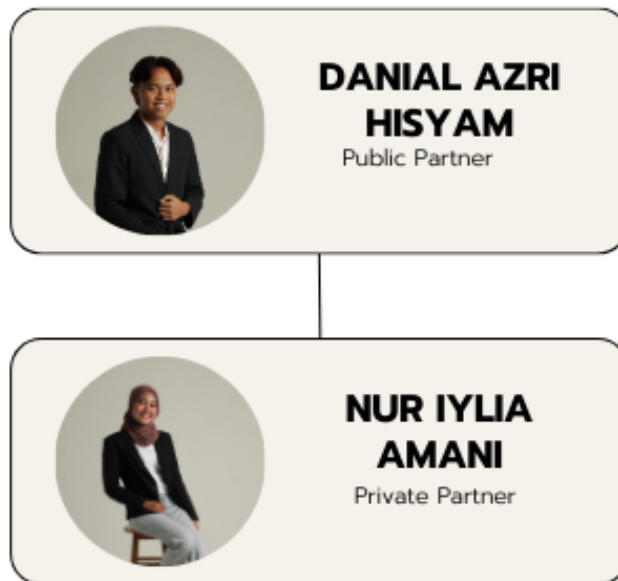 DANIAL AZRI
HISYAM
Public Partner
NUR IYLIA
AMANI
Private Partner